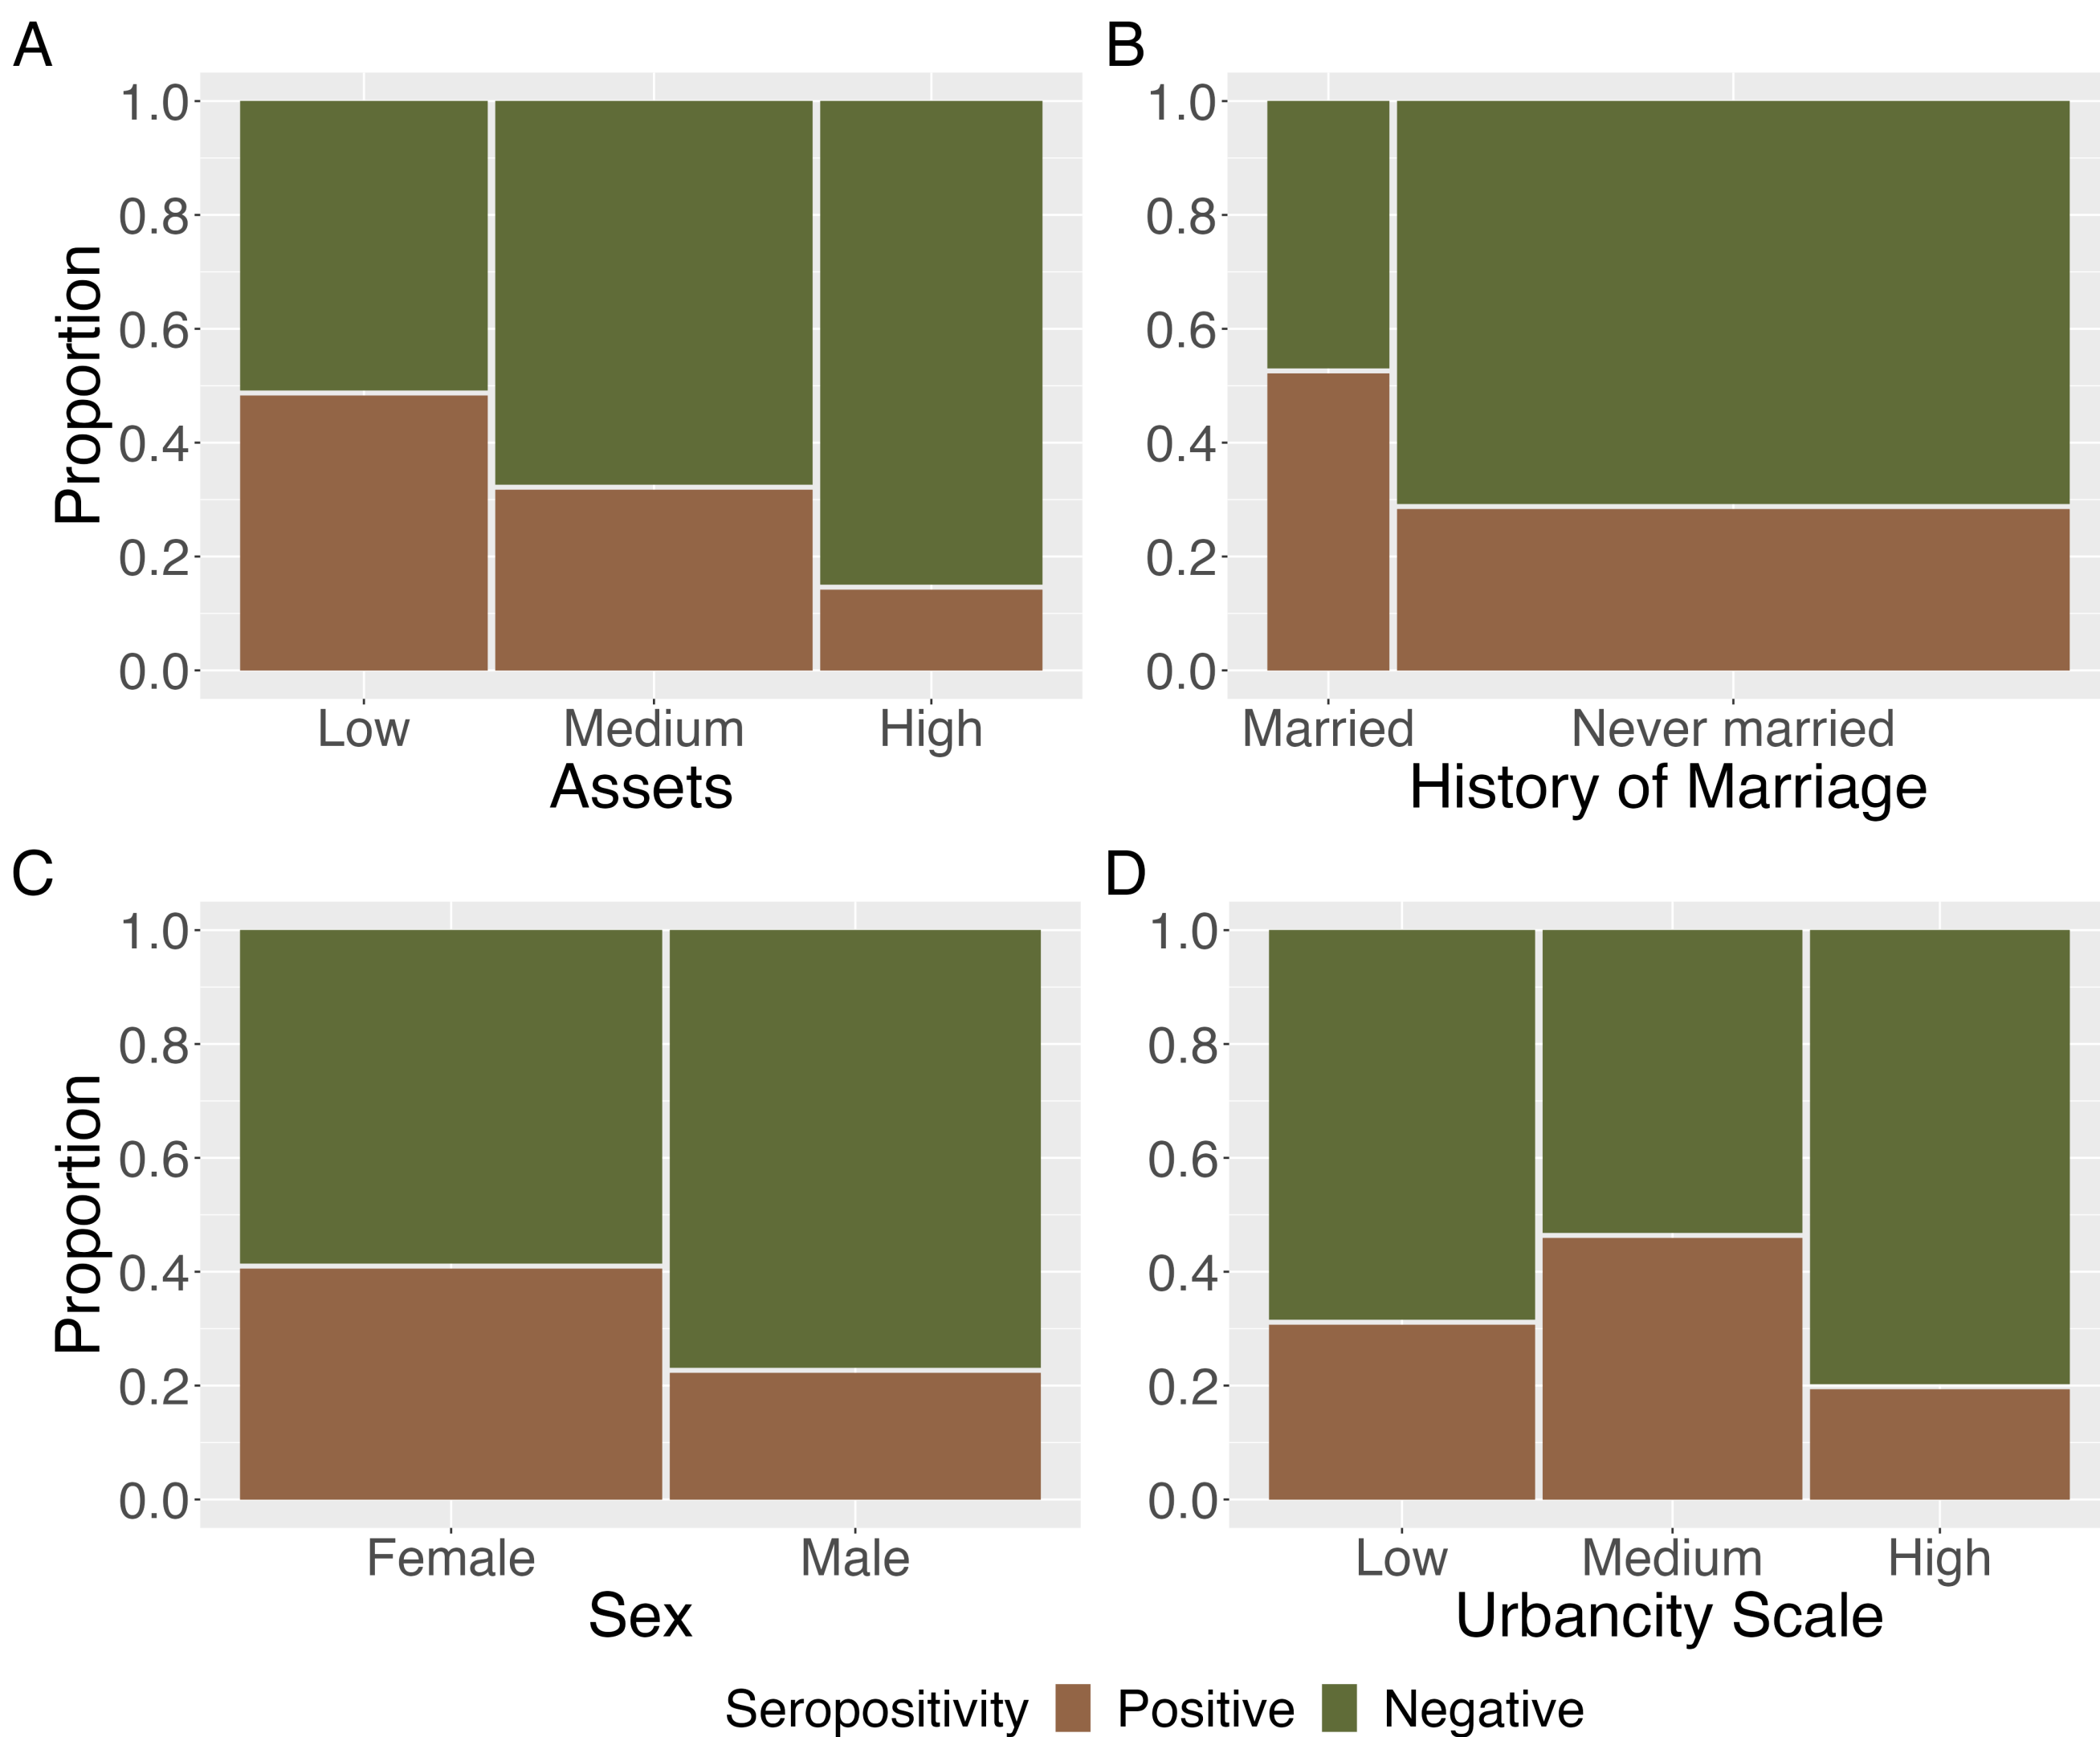 A
Proportion
1.0
0.8
0.6
0.4
0.2
0.0
Low Medium High
Assets
B
1.0
0.8
0.6
0.4
0.2
0.0
Married Never married
History of Marriage
C
Proportion
1.0
0.8
0.6
0.4
0.2
0.0
Female Male
Sex
D
1.0
0.8
0.6
0.4
0.2
0.0
Low Medium High
Urbancity Scale
Seropositivity Positive Negative